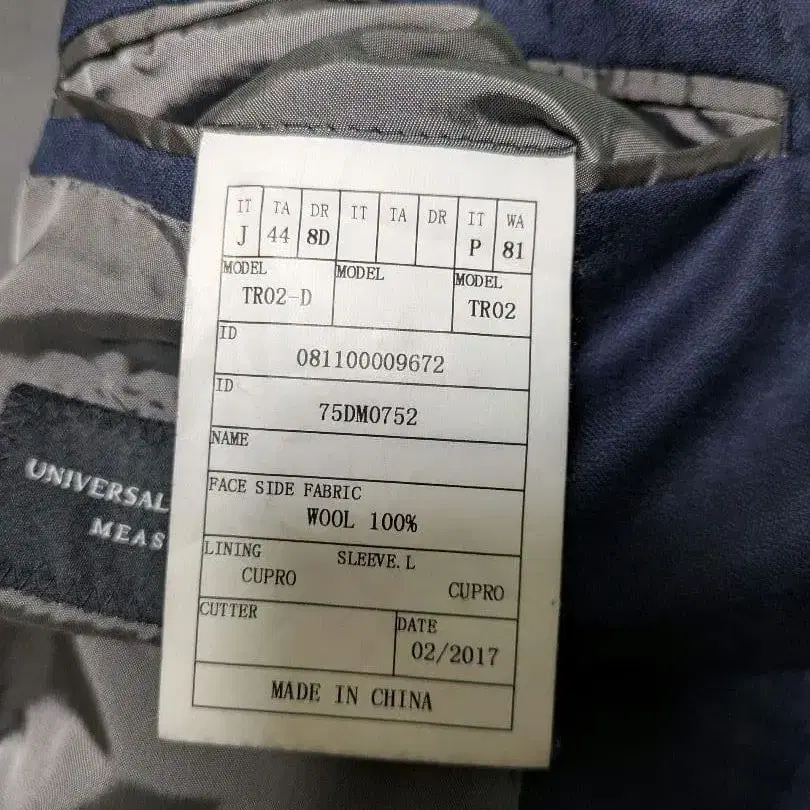 IT TA DR IT TA DR IT WA
J 44 8D P 81
MODEL MODEL MODEL
TR02-D TR02
ID
081100009672
ID
75DM0752
NAME
FACE SIDE FABRIC
WOOL 100%
LINING SLEEVE.L
CUPRO CUPRO
CUTTER DATE
02/2017
MADE IN CHINA
UNIVERSAL
MEAS